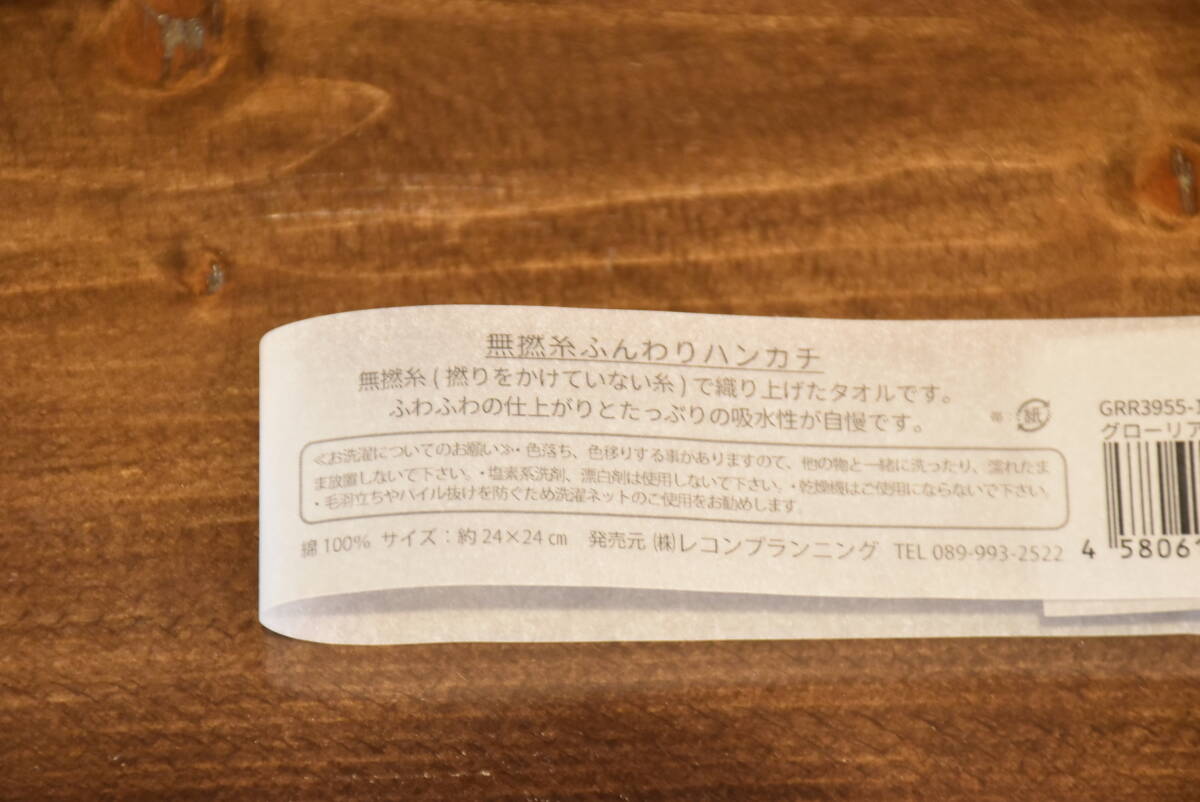 無撚糸ふんわりハンカチ
無撚糸(撚りをかけていない糸)で織り上げたタオルです。
ふわふわの仕上がりとたっぷりの吸水性が自慢です。
紙
≪お洗濯についてのお願い≫・色落ち、色移りする事がありますので、他の物と一緒に洗ったり、濡れたま
ま放置しないで下さい。・塩素系洗剤、漂白剤は使用しないで下さい。・乾燥機はご使用にならないで下さい。
・毛羽立ちやパイル抜けを防ぐため洗濯ネットのご使用をお勧めします。
綿100% サイズ：約24×24㎝ 発売元 ㈱レコンプランニング TEL 089-993-2522
GRR3955-
グローリア
4 58061